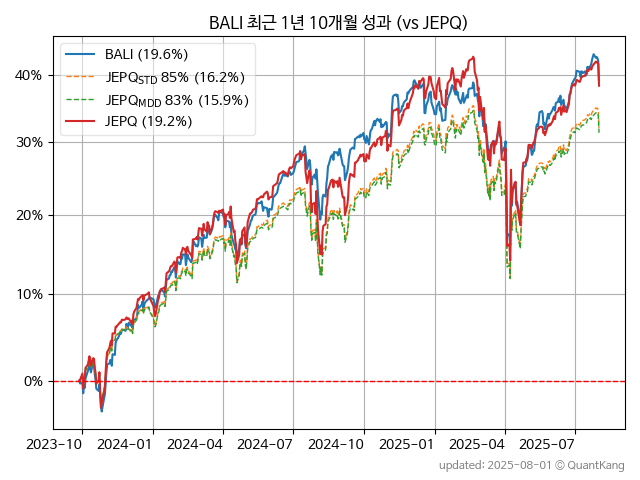 BALI 최근 1년 10개월 성과 (vs JEPQ)
BALI (19.6%)
JEPQSTD 85% (16.2%)
JEPQMDD 83% (15.9%)
JEPQ (19.2%)
40%
30%
20%
10%
0%
2023-10 2024-01 2024-04 2024-07 2024-10 2025-01 2025-04 2025-07
updated: 2025-08-01 © QuantKang